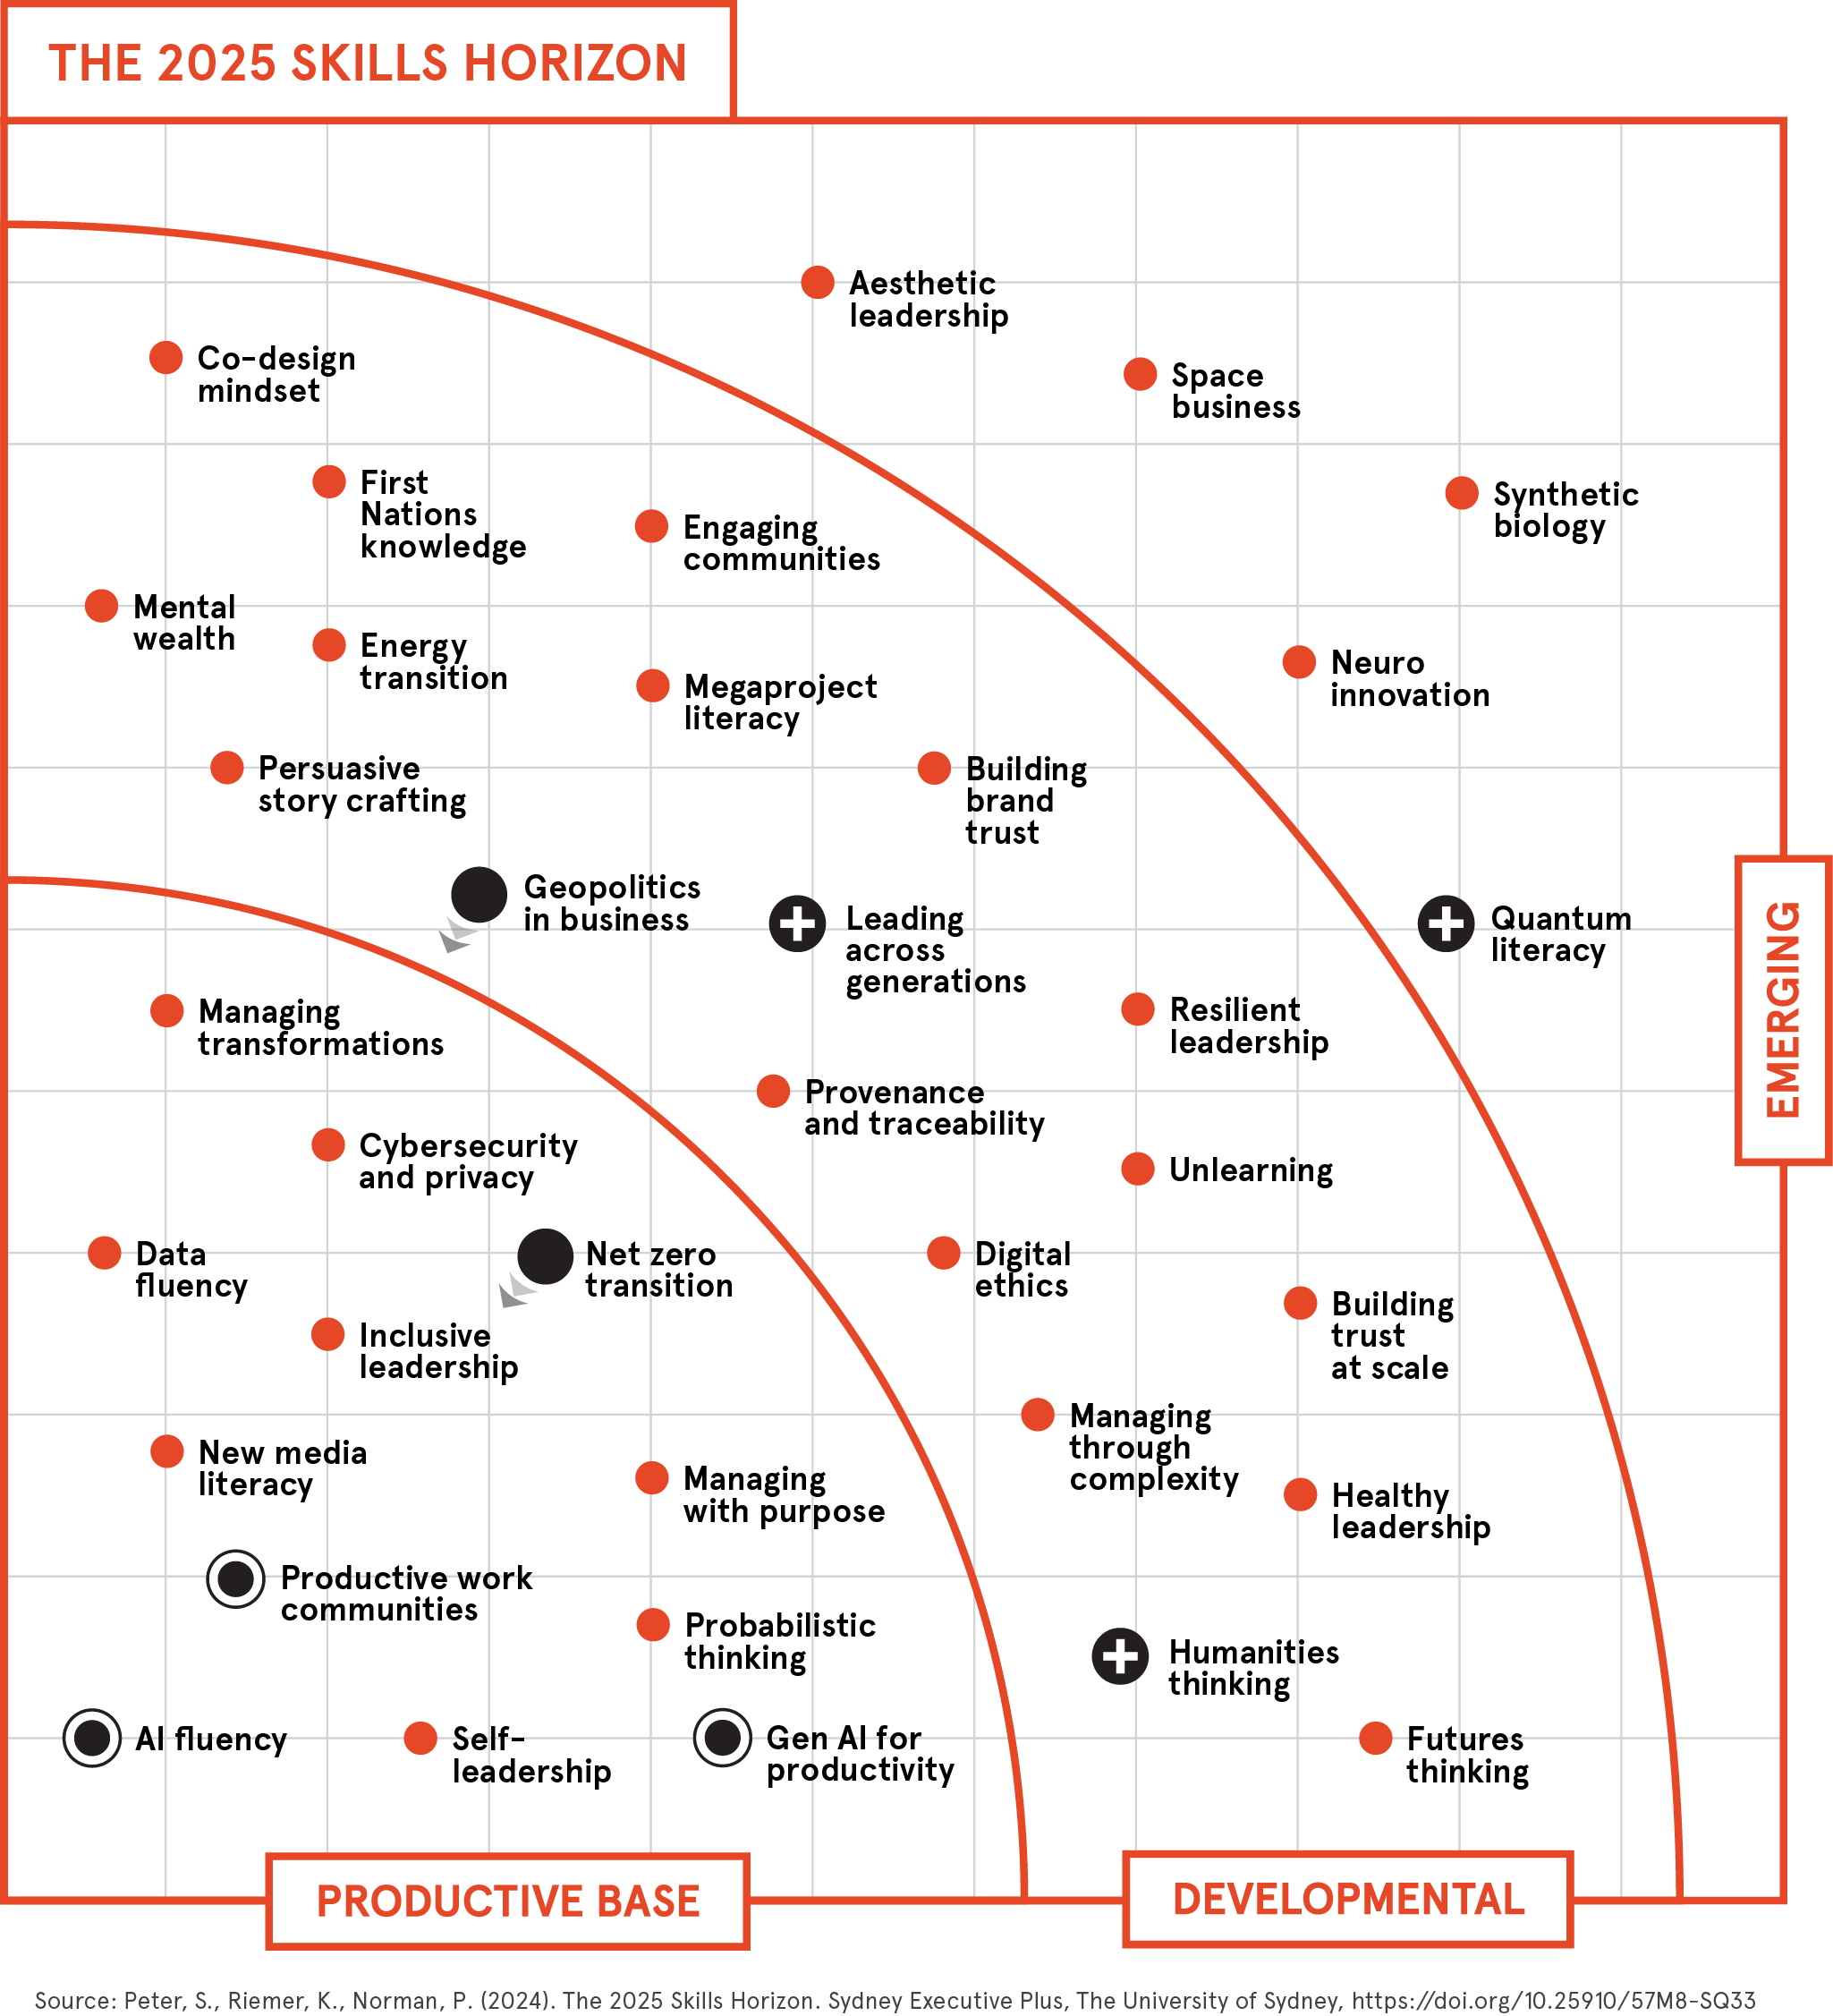 THE 2025 SKILLS HORIZON
Aesthetic
leadership
Co-design
mindset
Space
business
First
Nations
knowledge
Engaging
communities
Synthetic
biology
Mental
wealth
Energy
transition
Megaproject
literacy
Neuro
innovation
Persuasive
story crafting
Building
brand
trust
Geopolitics
in business
Leading
across
generations
Quantum
literacy
EMERGING
Managing
transformations
Resilient
leadership
Provenance
and traceability
Cybersecurity
and privacy
Unlearning
Data
fluency
Net zero
transition
Digital
ethics
Building
trust
at scale
Inclusive
leadership
Managing
through
complexity
New media
literacy
Managing
with purpose
Healthy
leadership
Productive work
communities
Probabilistic
thinking
Humanities
thinking
AI fluency
Self-
leadership
Gen AI for
productivity
Futures
thinking
PRODUCTIVE BASE
DEVELOPMENTAL
Source: Peter, S., Riemer, K., Norman, P. (2024). The 2025 Skills Horizon. Sydney Executive Plus, The University of Sydney, https://doi.org/10.25910/57M8-SQ33